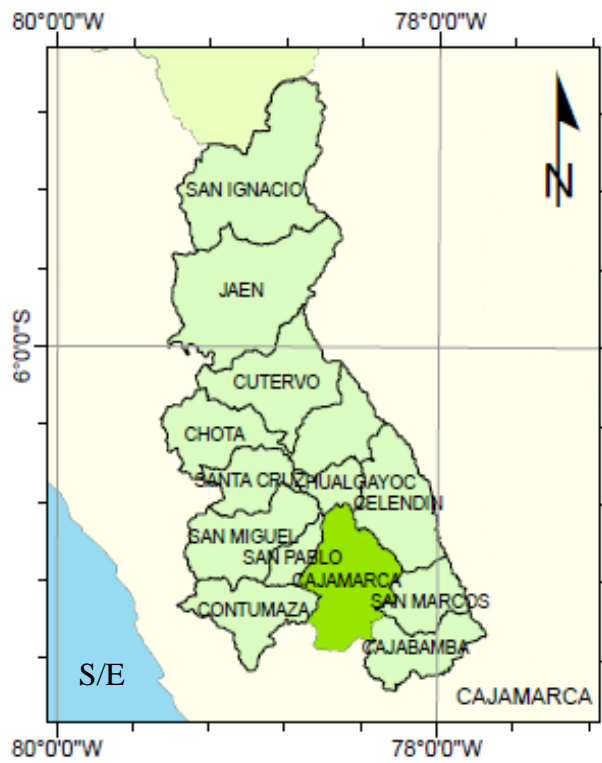 80°0'0"W 78°0'0"W
N
SAN IGNACIO
JAEN
6°0'0"S
CUTERVO
CHOTA
SANTA CRUZ HUALGAYOC
CELENDIN
SAN MIGUEL
SAN PABLO
CAJAMARCA
SAN MARCOS
CONTUMAZA
CAJABAMBA
S/E
CAJAMARCA
80°0'0"W 78°0'0"W